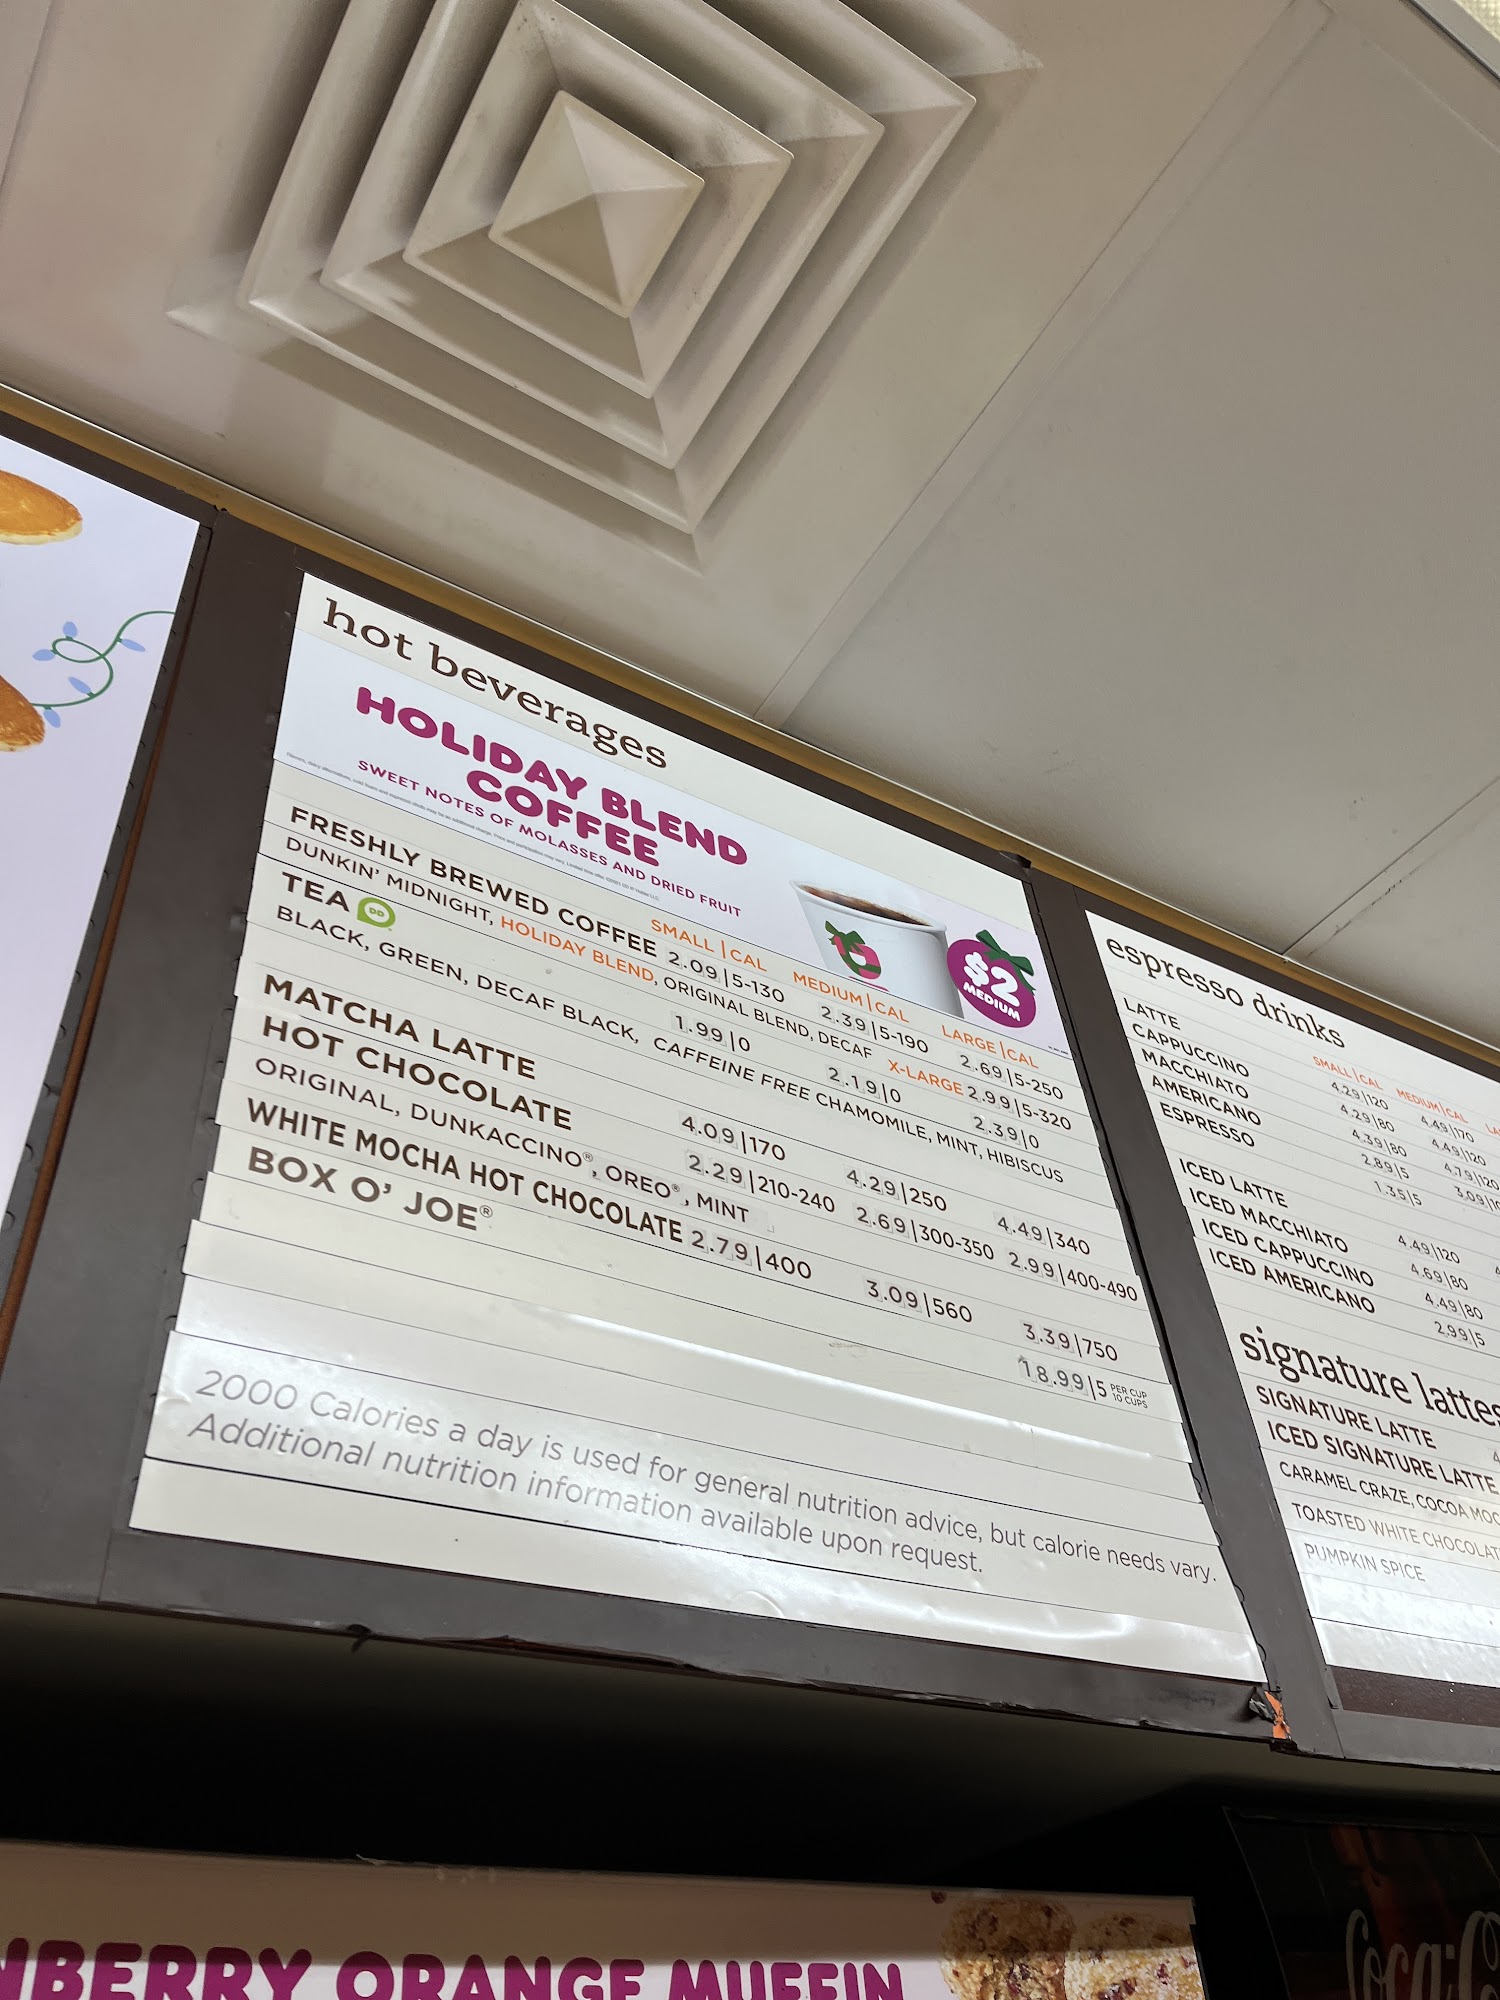 hot beverages
HOLIDAY BLEND
COFFEE
SWEET NOTES OF MOLASSES AND DRIED FRUIT
$2
MEDIUM
SMALL|CAL MEDIUM|CAL LARGE|CAL
FRESHLY BREWED COFFEE 2.09|5-130 2.39|5-190 2.69|5-250
DUNKIN' MIDNIGHT, HOLIDAY BLEND, ORIGINAL BLEND, DECAF X-LARGE 2.99|5-320
TEA DD 1.99|0 2.19|0 2.39|0
BLACK, GREEN, DECAF BLACK, CAFFEINE FREE CHAMOMILE, MINT, HIBISCUS
MATCHA LATTE 4.09|170 4.29|250 4.49|340
HOT CHOCOLATE 2.29|210-240 2.69|300-350 2.99|400-490
ORIGINAL, DUNKACCINO®, OREO®, MINT
WHITE MOCHA HOT CHOCOLATE 2.79|400 3.09|560 3.39|750
BOX O' JOE® 18.99|5 PER CUP
10 CUPS
2000 Calories a day is used for general nutrition advice, but calorie needs vary.
Additional nutrition information available upon request.
espresso drinks
SMALL|CAL MEDIUM|CAL LA
LATTE 4.29|120 4.49|170
CAPPUCCINO 4.29|80 4.49|120
MACCHIATO 4.39|80 4.79|120
AMERICANO 2.89|5 3.09|10
ESPRESSO 1.35|5
ICED LATTE 4.49|120
ICED MACCHIATO 4.69|80
ICED CAPPUCCINO 4.49|80
ICED AMERICANO 2.99|5
signature lattes
SIGNATURE LATTE
ICED SIGNATURE LATTE
CARAMEL CRAZE, COCOA MOC
TOASTED WHITE CHOCOLAT
PUMPKIN SPICE
NBERRY ORANGE MUFFIN
Coca-C